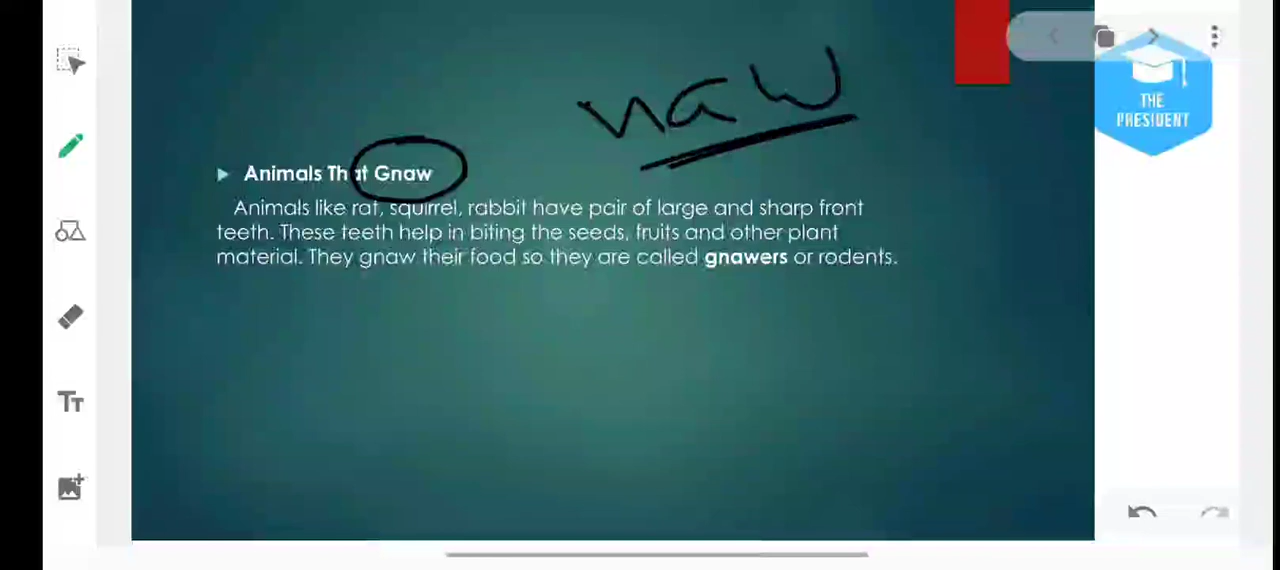 naw
THE
PRESIDENT
Animals That Gnaw
Animals like rat, squirrel, rabbit have pair of large and sharp front
teeth. These teeth help in biting the seeds, fruits and other plant
material. They gnaw their food so they are called gnawers or rodents.
TT